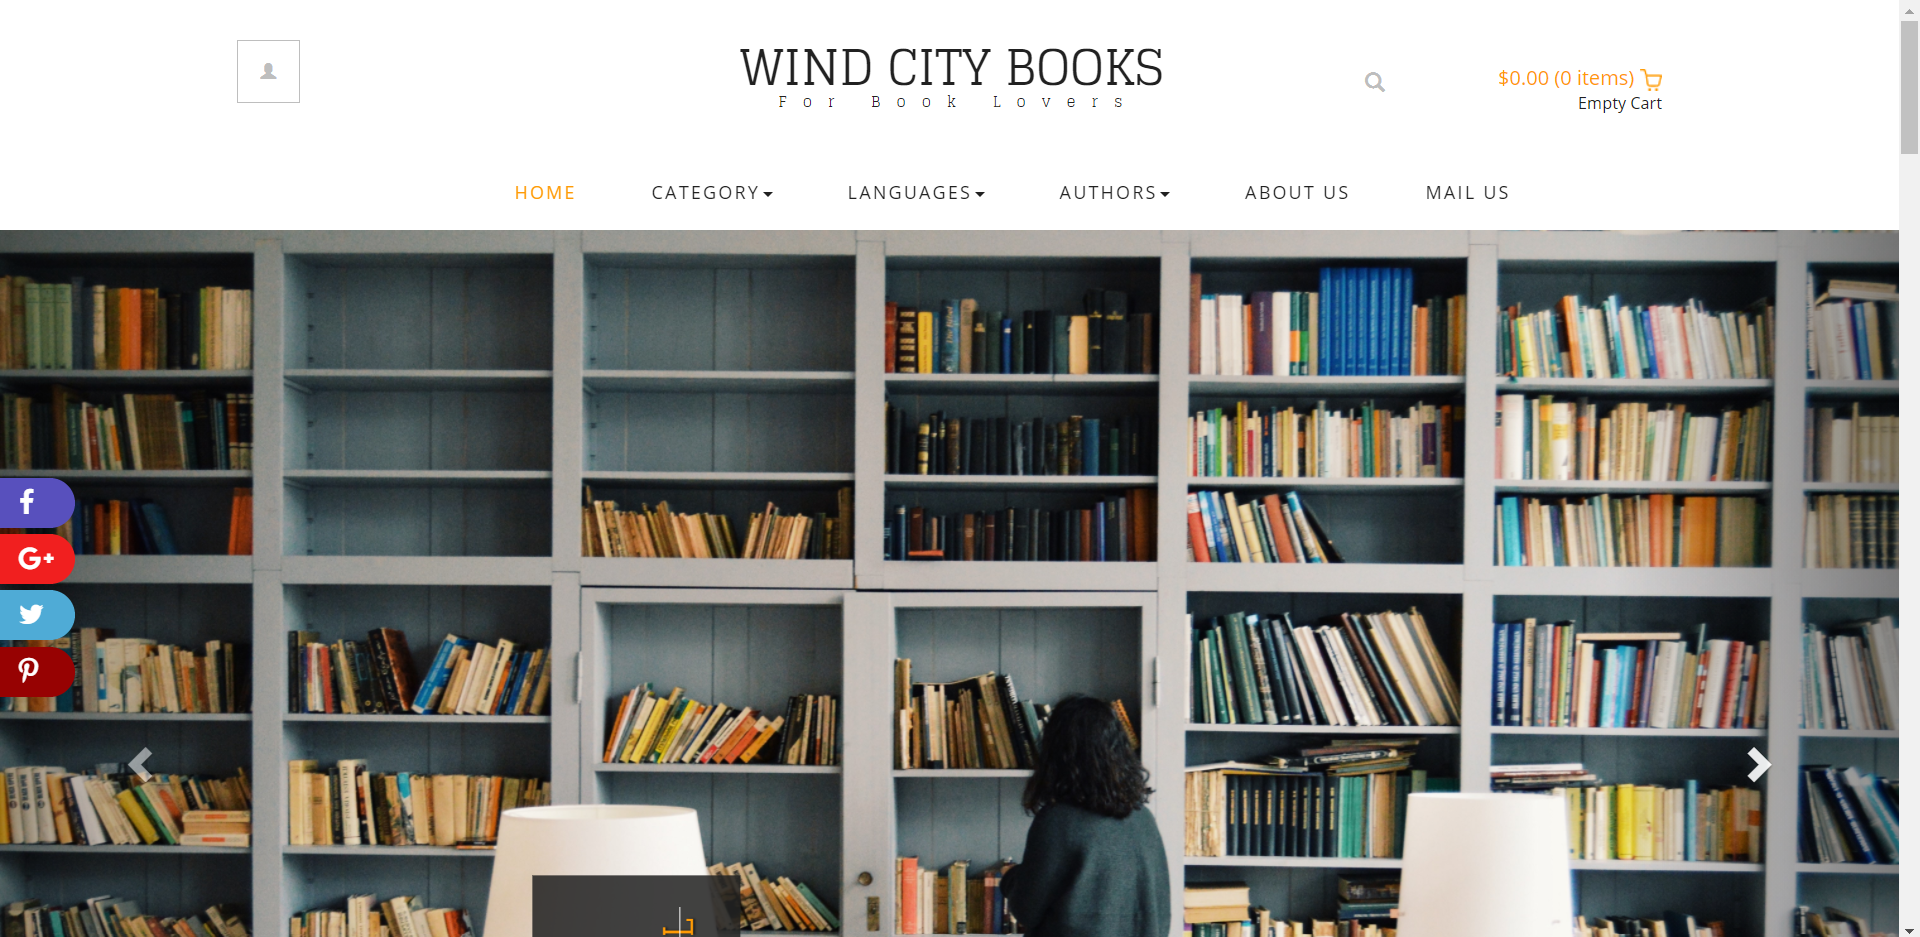 WIND CITY BOOKS
For Book Lovers
$0.00 (0 items)
Empty Cart
HOME
CATEGORY
LANGUAGES
AUTHORS
ABOUT US
MAIL US